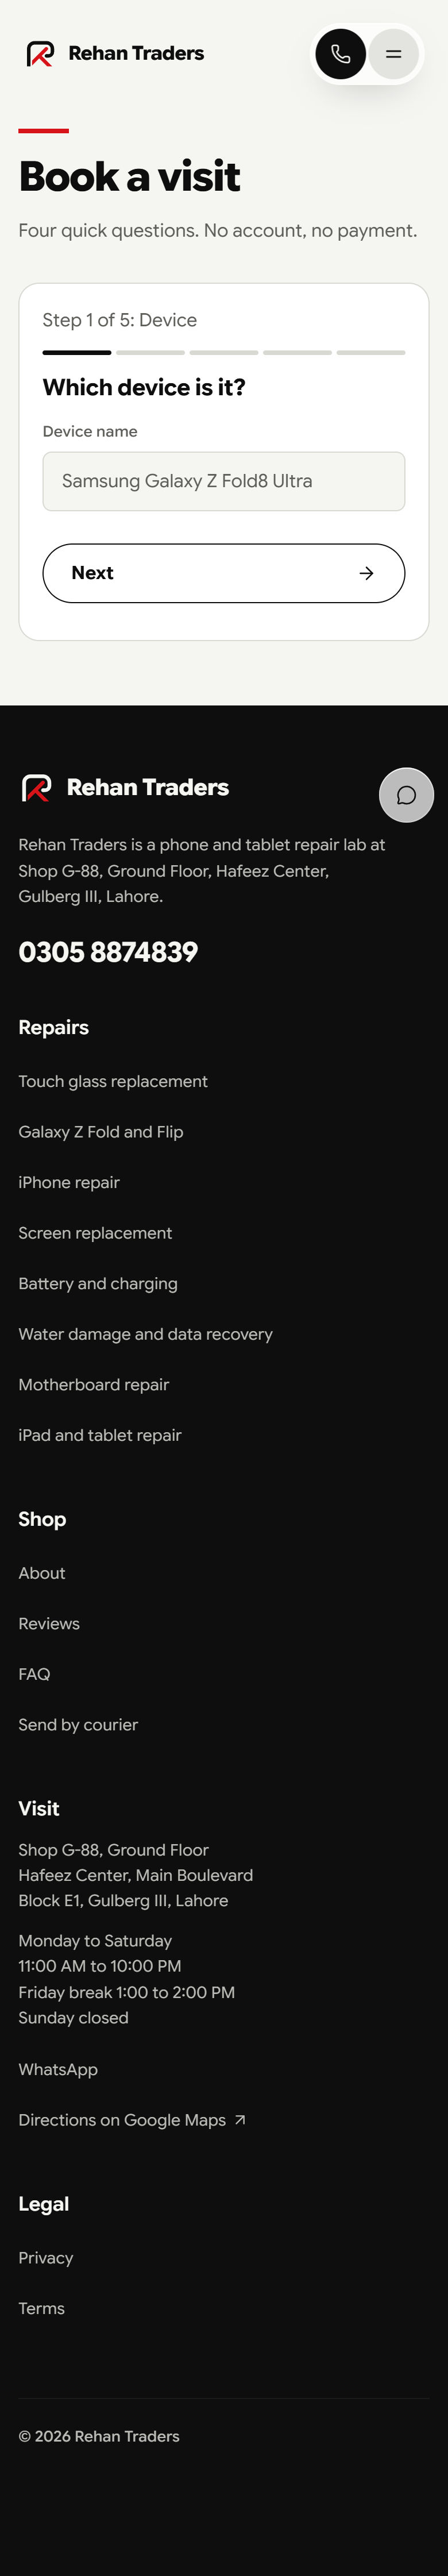 Rehan Traders
Book a visit
Four quick questions. No account, no payment.
Step 1 of 5: Device
Which device is it?
Device name
Samsung Galaxy Z Fold8 Ultra
Next
Rehan Traders
Rehan Traders is a phone and tablet repair lab at
Shop G-88, Ground Floor, Hafeez Center,
Gulberg III, Lahore.
0305 8874839
Repairs
Touch glass replacement
Galaxy Z Fold and Flip
iPhone repair
Screen replacement
Battery and charging
Water damage and data recovery
Motherboard repair
iPad and tablet repair
Shop
About
Reviews
FAQ
Send by courier
Visit
Shop G-88, Ground Floor
Hafeez Center, Main Boulevard
Block E1, Gulberg III, Lahore
Monday to Saturday
11:00 AM to 10:00 PM
Friday break 1:00 to 2:00 PM
Sunday closed
WhatsApp
Directions on Google Maps
Legal
Privacy
Terms
© 2026 Rehan Traders